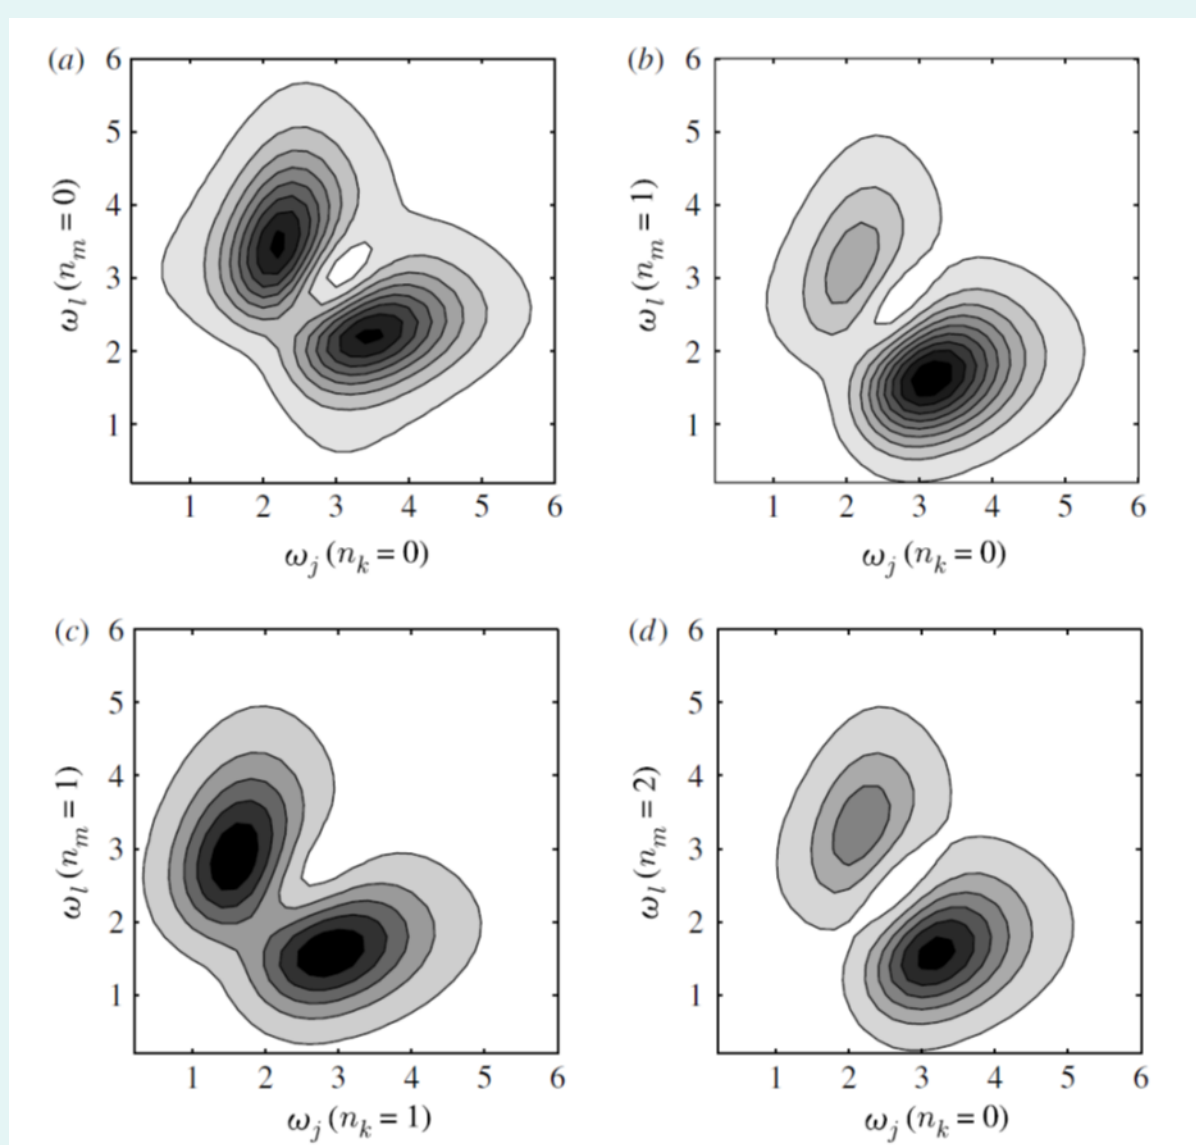 (a)
6
5
4
3
2
1
ω_l (n_m = 0)
1 2 3 4 5 6
ω_j (n_k = 0)
(b)
6
5
4
3
2
1
ω_l (n_m = 1)
1 2 3 4 5 6
ω_j (n_k = 0)
(c)
6
5
4
3
2
1
ω_l (n_m = 1)
1 2 3 4 5 6
ω_j (n_k = 1)
(d)
6
5
4
3
2
1
ω_l (n_m = 2)
1 2 3 4 5 6
ω_j (n_k = 0)